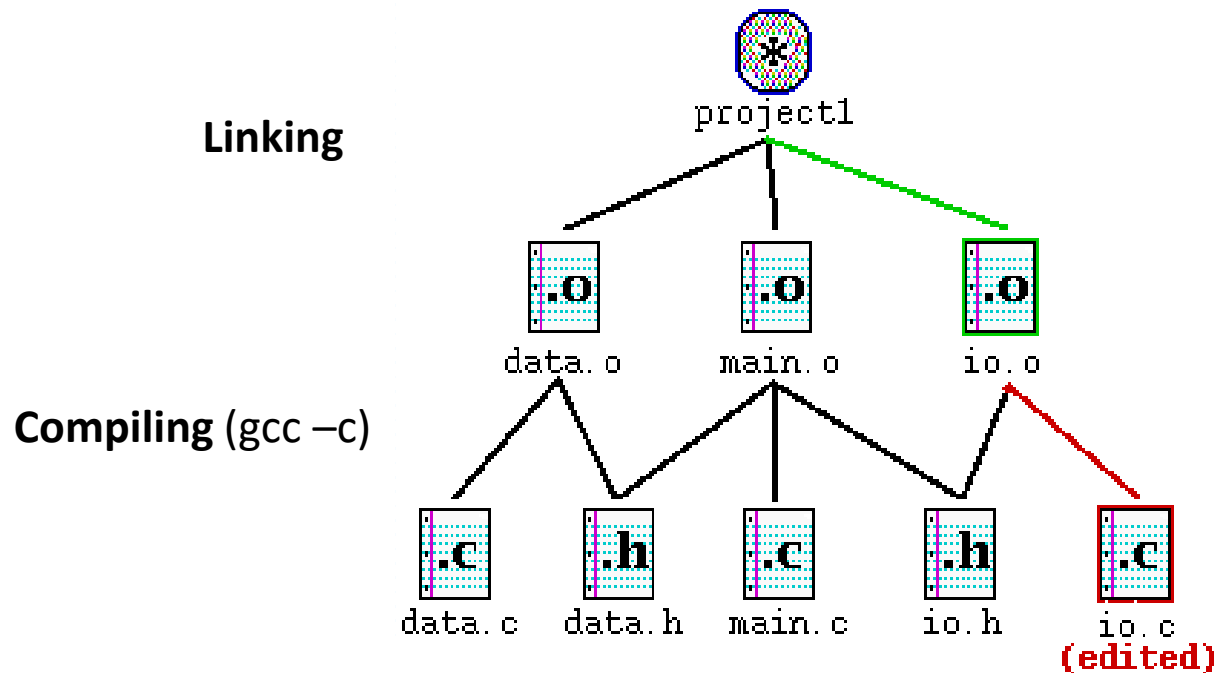 *
project1
Linking
.o
.o
.o
data.o
main.o
io.o
Compiling (gcc –c)
.c
.h
.c
.h
.c
data.c
data.h
main.c
io.h
io.c
(edited)